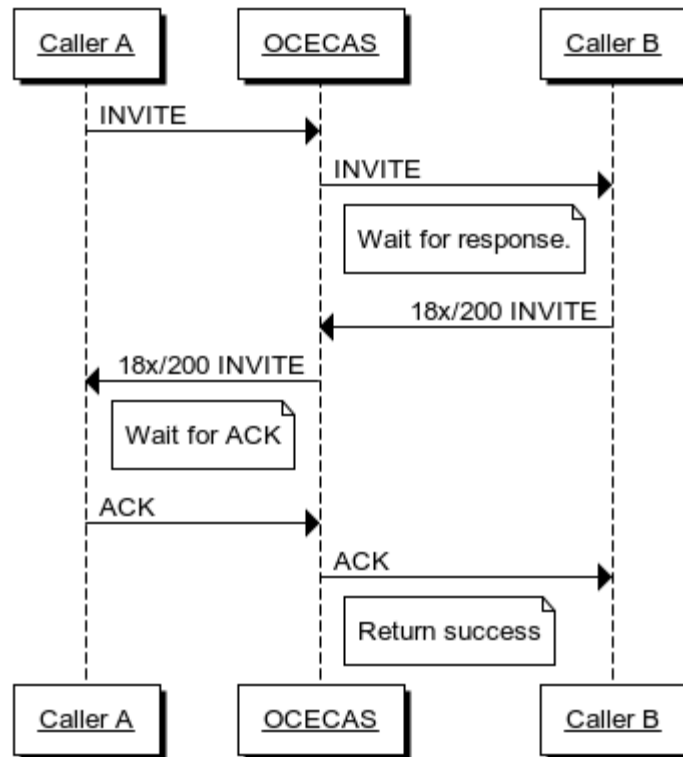 Caller A
OCECAS
Caller B
INVITE
INVITE
Wait for response.
18x/200 INVITE
18x/200 INVITE
Wait for ACK
ACK
ACK
Return success
Caller A
OCECAS
Caller B